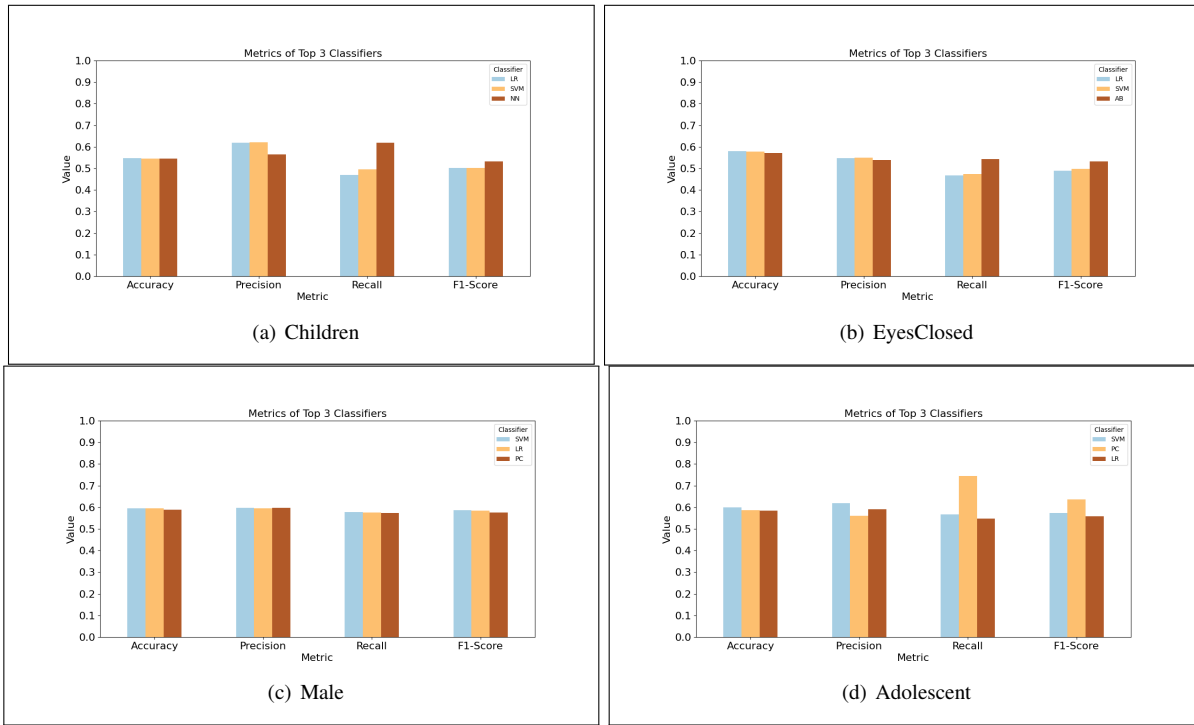 Metrics of Top 3 Classifiers
1.0
0.9
0.8
0.7
0.6
0.5
0.4
0.3
0.2
0.1
0.0
Value
Classifier
LR
SVM
NN
Accuracy Precision Recall F1-Score
Metric
(a) Children
Metrics of Top 3 Classifiers
1.0
0.9
0.8
0.7
0.6
0.5
0.4
0.3
0.2
0.1
0.0
Value
Classifier
LR
SVM
AB
Accuracy Precision Recall F1-Score
Metric
(b) EyesClosed
Metrics of Top 3 Classifiers
1.0
0.9
0.8
0.7
0.6
0.5
0.4
0.3
0.2
0.1
0.0
Value
Classifier
SVM
LR
PC
Accuracy Precision Recall F1-Score
Metric
(c) Male
Metrics of Top 3 Classifiers
1.0
0.9
0.8
0.7
0.6
0.5
0.4
0.3
0.2
0.1
0.0
Value
Classifier
SVM
PC
LR
Accuracy Precision Recall F1-Score
Metric
(d) Adolescent